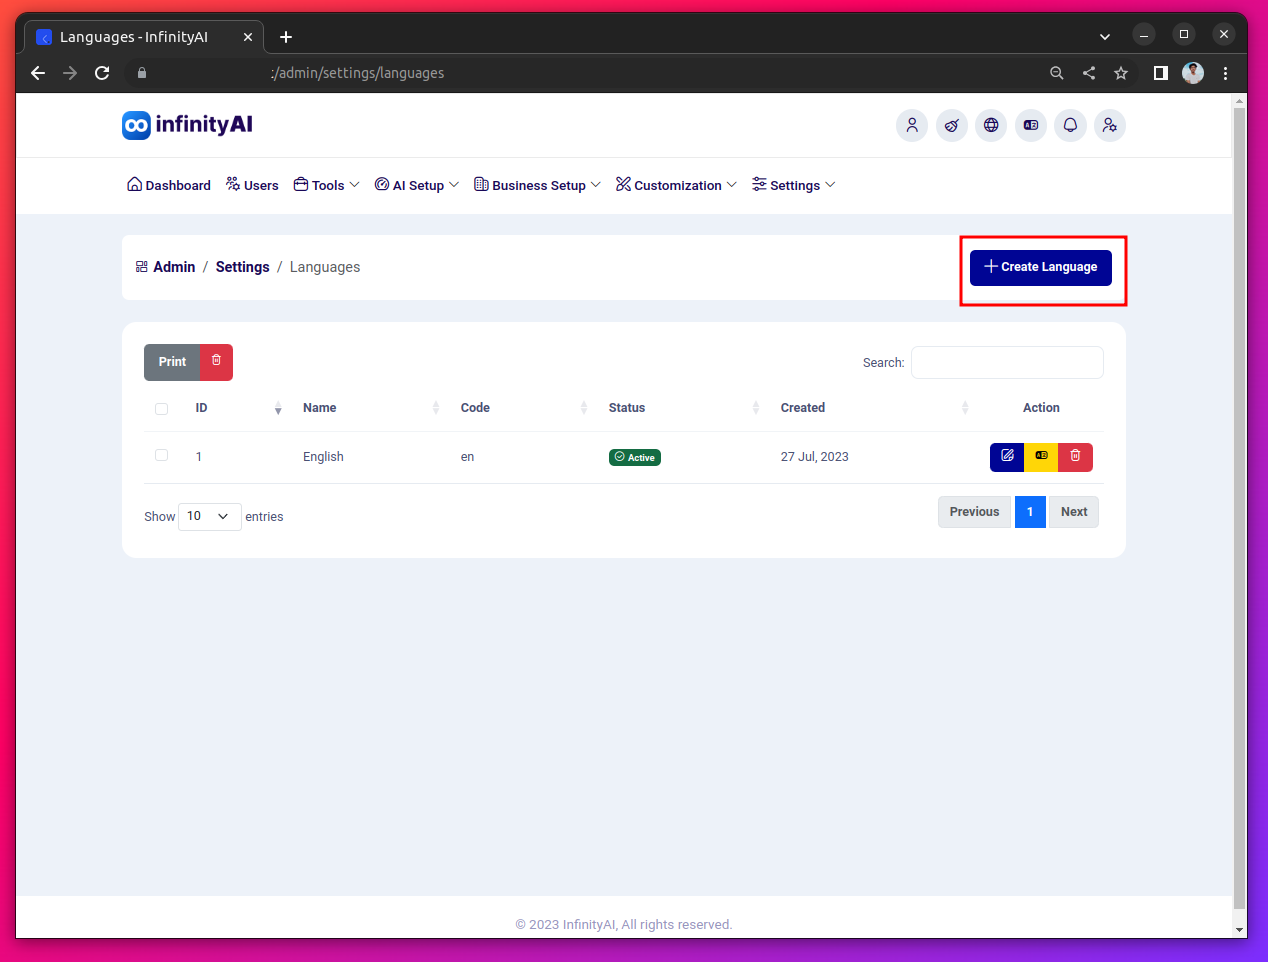 Languages - InfinityAI
:/admin/settings/languages
infinityAI
Dashboard Users Tools AI Setup Business Setup Customization Settings
Admin / Settings / Languages
Create Language
Print
Search:
ID Name Code Status Created Action
1 English en Active 27 Jul, 2023
Show 10 entries
Previous 1 Next
© 2023 InfinityAI, All rights reserved.